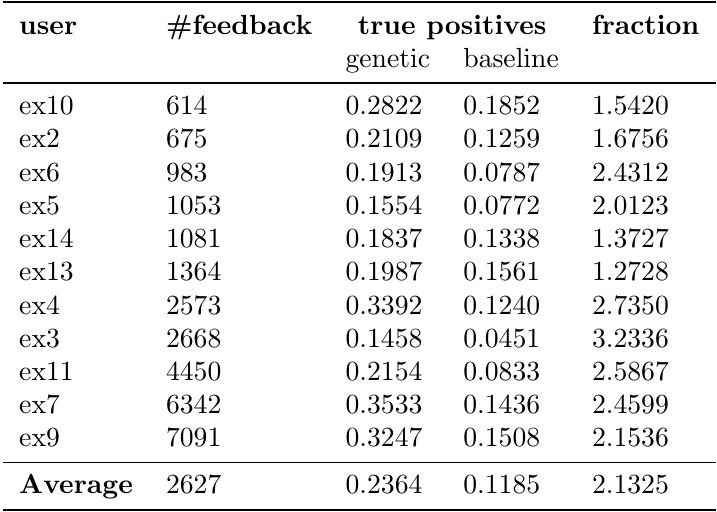 user #feedback true positives fraction
genetic baseline
ex10 614 0.2822 0.1852 1.5420
ex2 675 0.2109 0.1259 1.6756
ex6 983 0.1913 0.0787 2.4312
ex5 1053 0.1554 0.0772 2.0123
ex14 1081 0.1837 0.1338 1.3727
ex13 1364 0.1987 0.1561 1.2728
ex4 2573 0.3392 0.1240 2.7350
ex3 2668 0.1458 0.0451 3.2336
ex11 4450 0.2154 0.0833 2.5867
ex7 6342 0.3533 0.1436 2.4599
ex9 7091 0.3247 0.1508 2.1536
Average 2627 0.2364 0.1185 2.1325